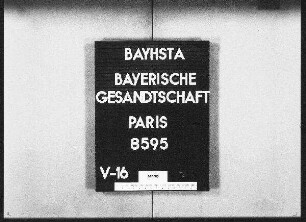 BAYHSTA
BAYERISCHE
GESANDTSCHAFT
PARIS
8595
V-16